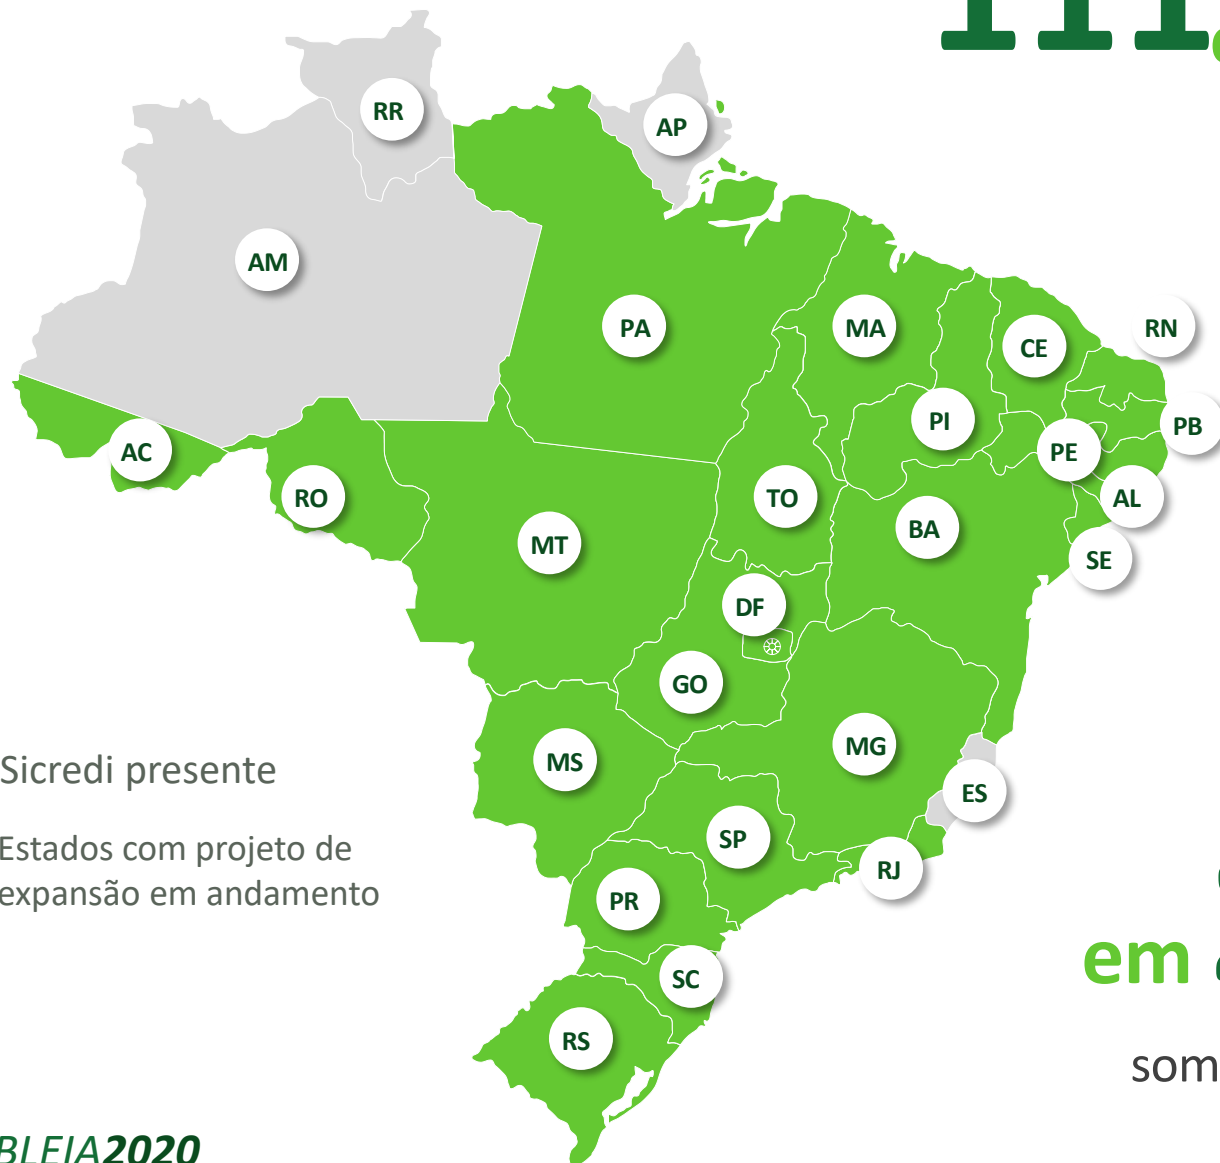 RR
AP
AM
PA
MA
RN
CE
PI
PB
AC
PE
RO
TO
AL
BA
MT
SE
DF
GO
MG
MS
Sicredi presente
ES
SP
Estados com projeto de
RJ
expansão em andamento
PR
em
SC
RS
som
BLEIA2020